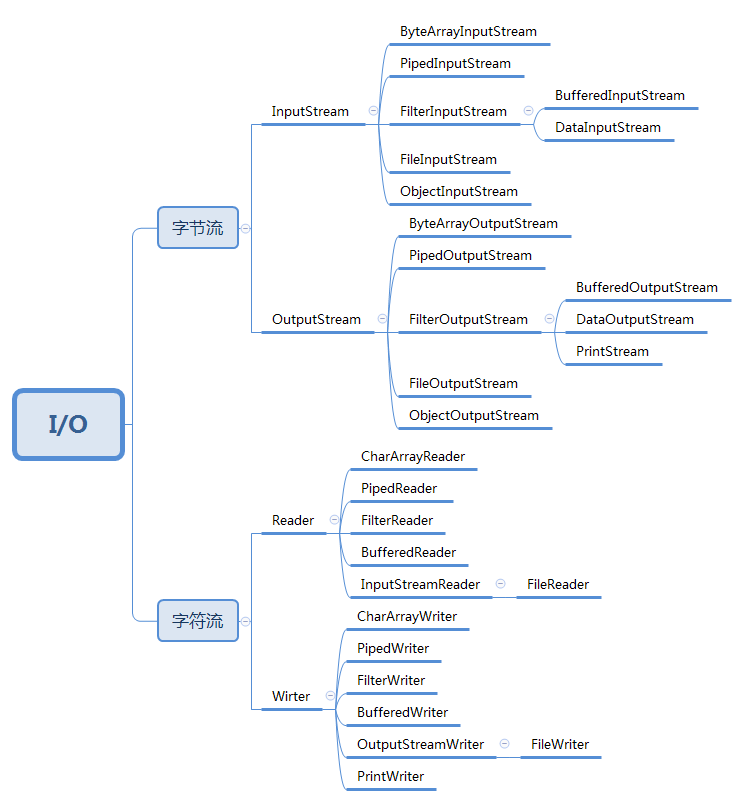 I/O
字节流
InputStream
ByteArrayInputStream
PipedInputStream
FilterInputStream
BufferedInputStream
DataInputStream
FileInputStream
ObjectInputStream
OutputStream
ByteArrayOutputStream
PipedOutputStream
FilterOutputStream
BufferedOutputStream
DataOutputStream
PrintStream
FileOutputStream
ObjectOutputStream
字符流
Reader
CharArrayReader
PipedReader
FilterReader
BufferedReader
InputStreamReader
FileReader
Wirter
CharArrayWriter
PipedWriter
FilterWriter
BufferedWriter
OutputStreamWriter
FileWriter
PrintWriter